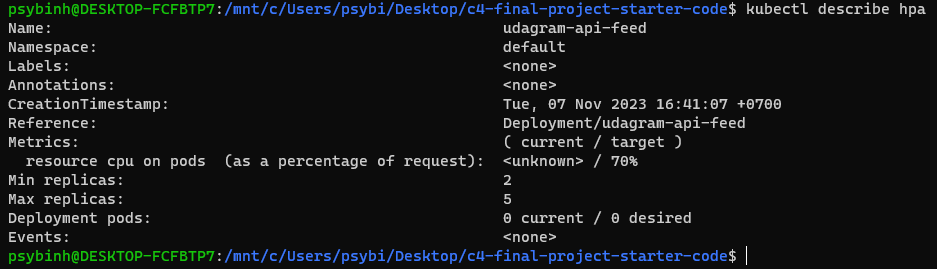 psybinh@DESKTOP-FCFBTP7:/mnt/c/Users/psybi/Desktop/c4-final-project-starter-code$ kubectl describe hpa
Name: udagram-api-feed
Namespace: default
Labels: <none>
Annotations: <none>
CreationTimestamp: Tue, 07 Nov 2023 16:41:07 +0700
Reference: Deployment/udagram-api-feed
Metrics: ( current / target )
  resource cpu on pods  (as a percentage of request): <unknown> / 70%
Min replicas: 2
Max replicas: 5
Deployment pods: 0 current / 0 desired
Events: <none>
psybinh@DESKTOP-FCFBTP7:/mnt/c/Users/psybi/Desktop/c4-final-project-starter-code$